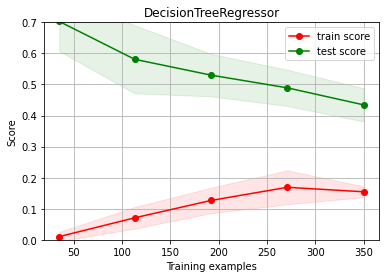 DecisionTreeRegressor
0.7
0.6
0.5
0.4
0.3
0.2
0.1
0.0
Score
train score
test score
50 100 150 200 250 300 350
Training examples